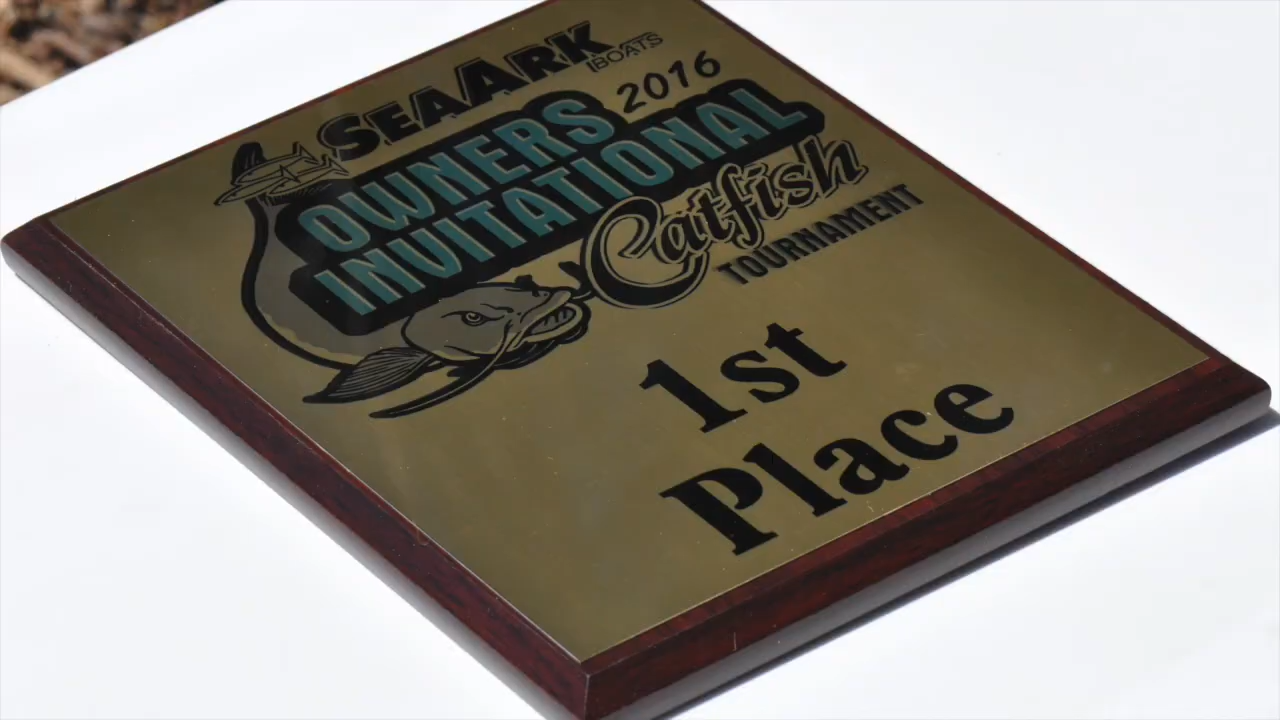 SEAARK BOATS
2016
OWNERS
INVITATIONAL
Catfish
TOURNAMENT
1st
Place